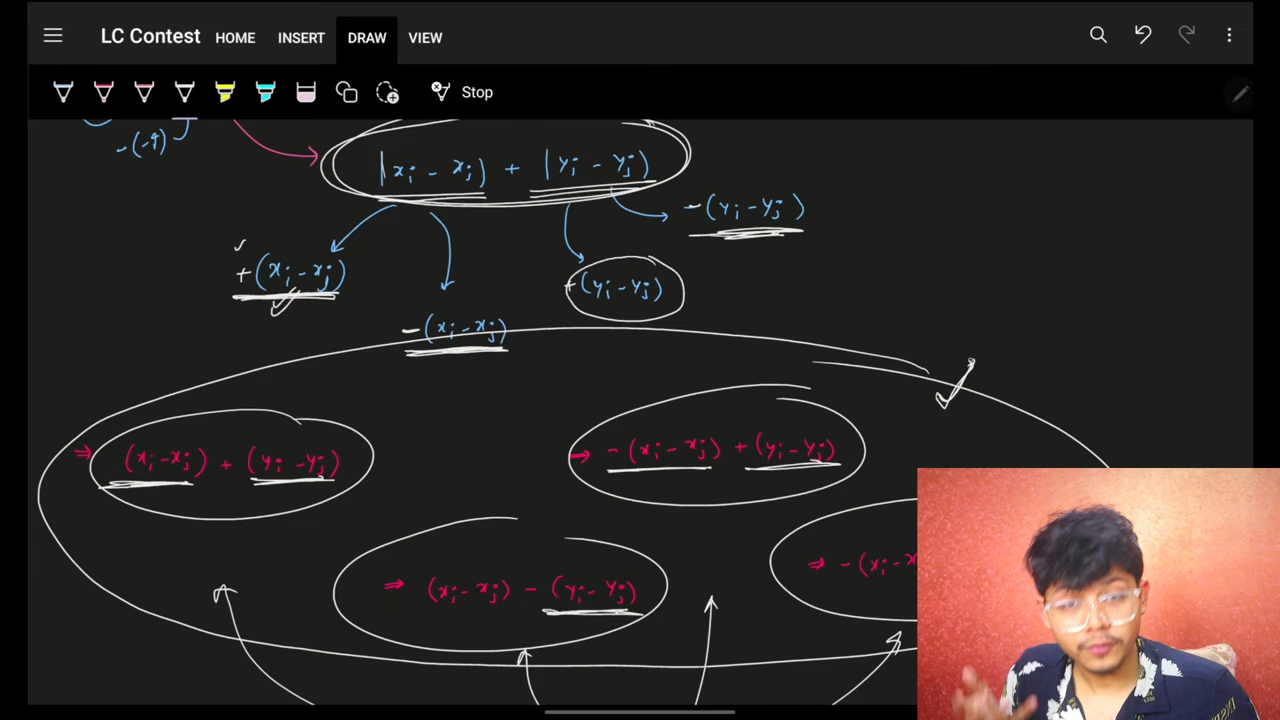 LC Contest HOME INSERT DRAW VIEW
Stop
-(-4)
|xi - xj| + |yi - yj|
-(yi - yj)
+(xi - xj)
+(yi - yj)
-(xi - xj)
⇒ (xi - xj) + (yi - yj)
⇒ -(xi - xj) + (yi - yj)
⇒ (xi - xj) - (yi - yj)
⇒ -(xi - x